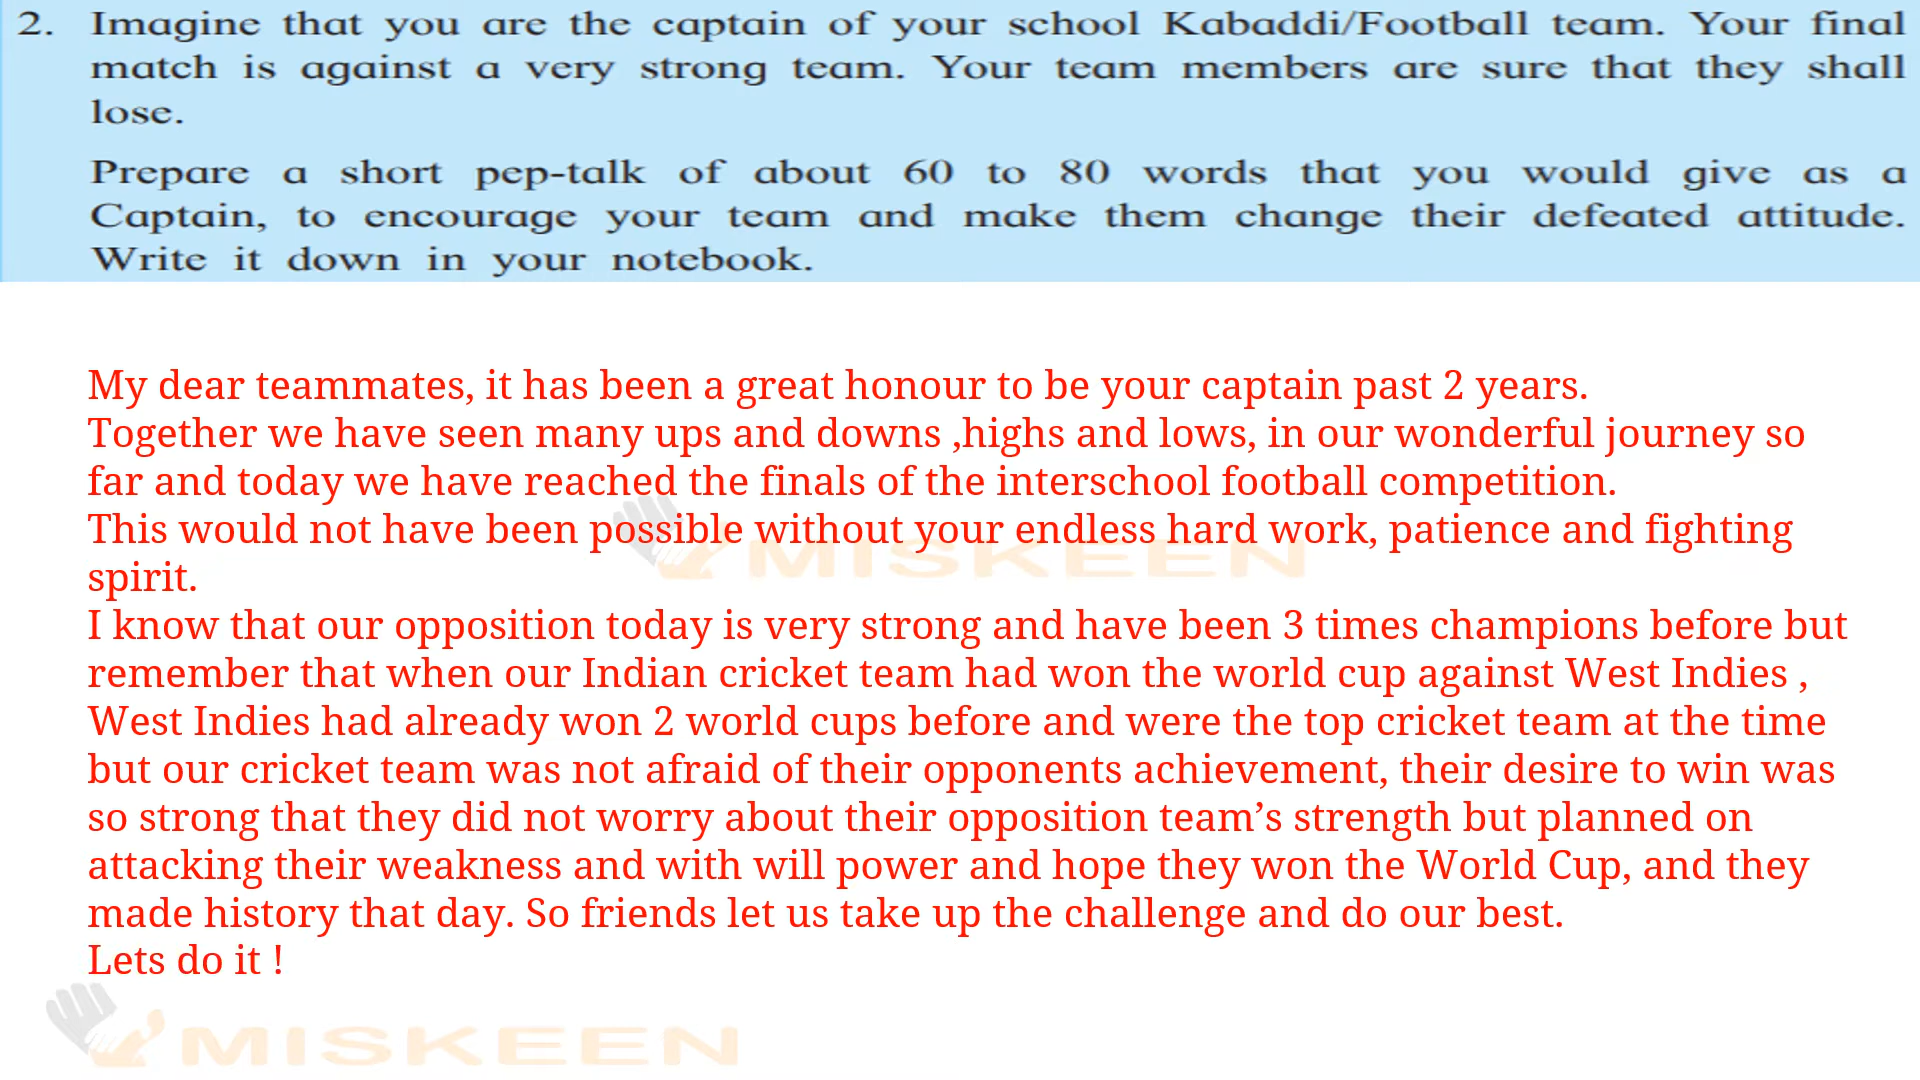 2. Imagine that you are the captain of your school Kabaddi/Football team. Your final
match is against a very strong team. Your team members are sure that they shall
lose.
Prepare a short pep-talk of about 60 to 80 words that you would give as a
Captain, to encourage your team and make them change their defeated attitude.
Write it down in your notebook.
My dear teammates, it has been a great honour to be your captain past 2 years.
Together we have seen many ups and downs ,highs and lows, in our wonderful journey so
far and today we have reached the finals of the interschool football competition.
This would not have been possible without your endless hard work, patience and fighting
spirit.
MISKEEN
I know that our opposition today is very strong and have been 3 times champions before but
remember that when our Indian cricket team had won the world cup against West Indies ,
West Indies had already won 2 world cups before and were the top cricket team at the time
but our cricket team was not afraid of their opponents achievement, their desire to win was
so strong that they did not worry about their opposition team’s strength but planned on
attacking their weakness and with will power and hope they won the World Cup, and they
made history that day. So friends let us take up the challenge and do our best.
Lets do it !
MISKEEN